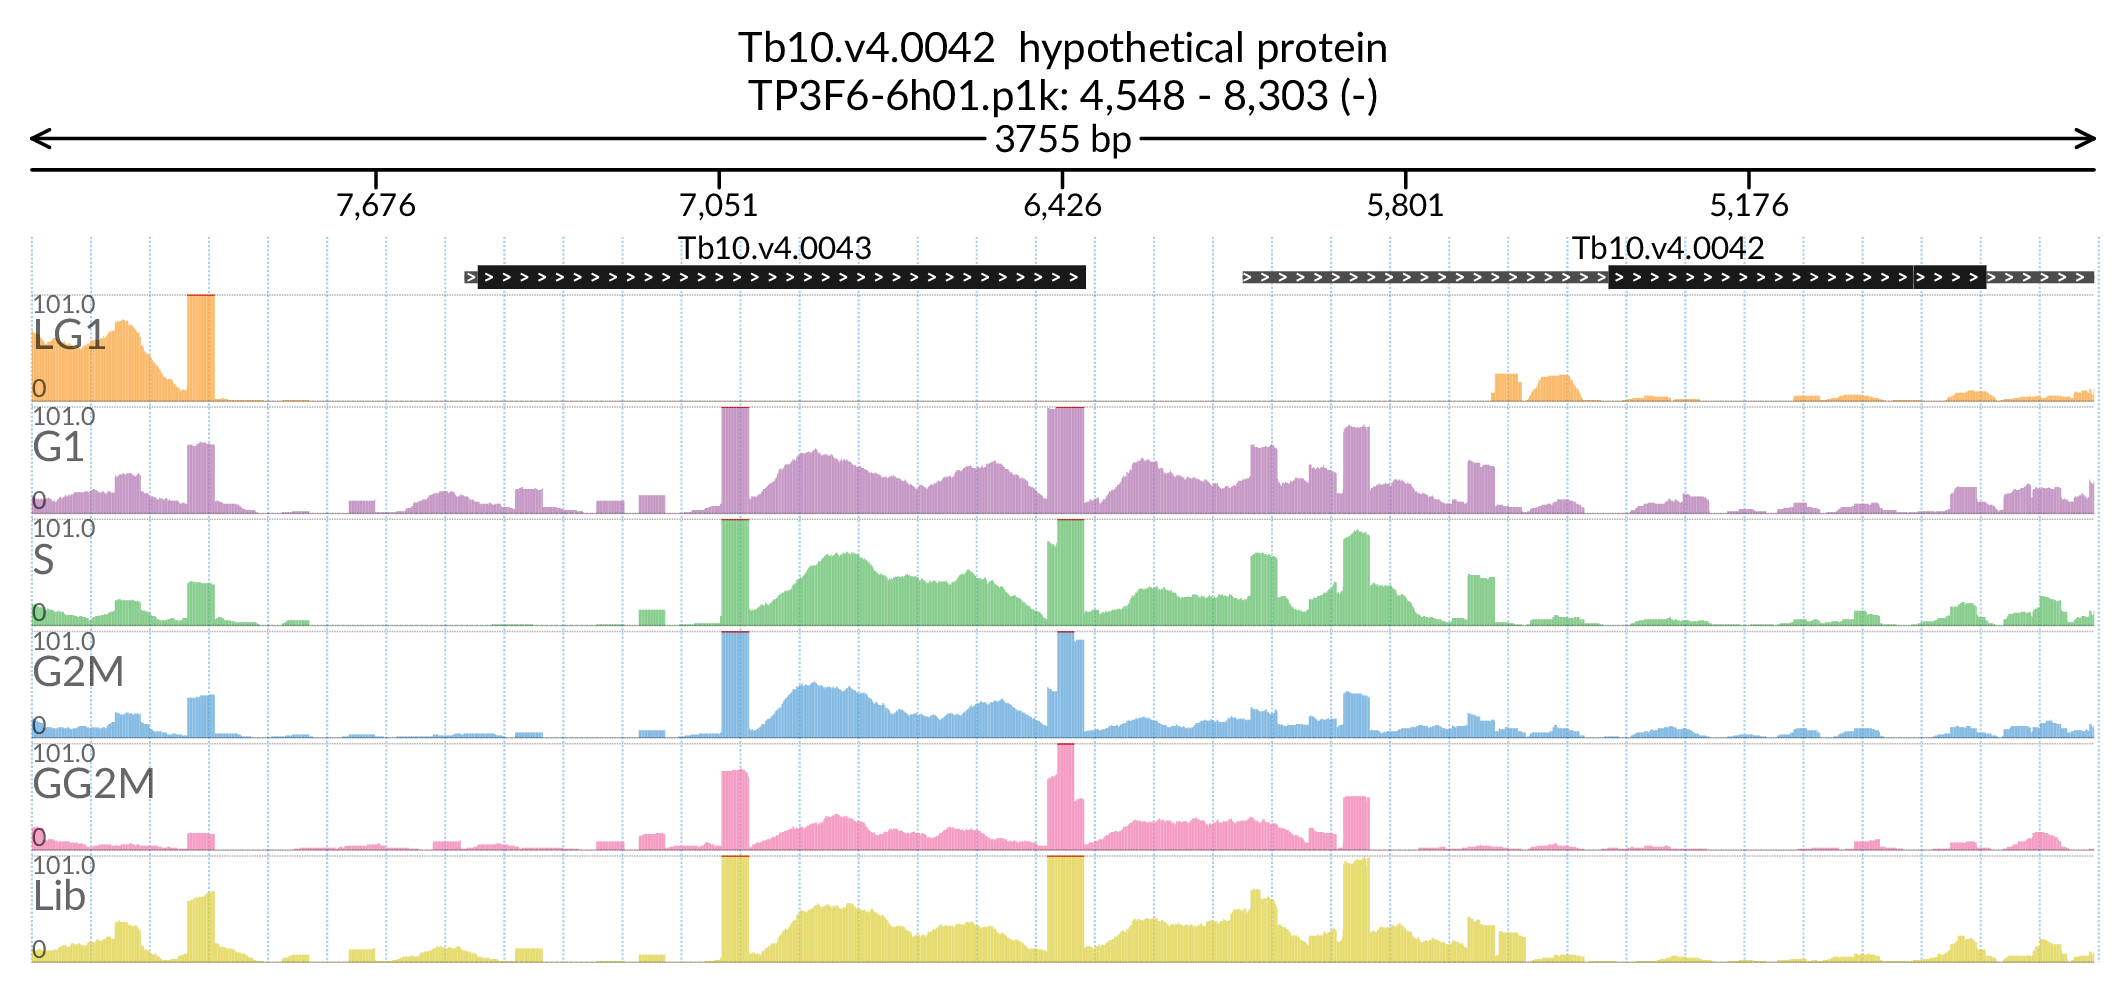 Tb10.v4.0042  hypothetical protein
TP3F6-6h01.p1k: 4,548 - 8,303 (-)
3755 bp
7,676 7,051 6,426 5,801 5,176
Tb10.v4.0043 Tb10.v4.0042
101.0
LG1
0
101.0
G1
0
101.0
S
0
101.0
G2M
0
101.0
GG2M
0
101.0
Lib
0